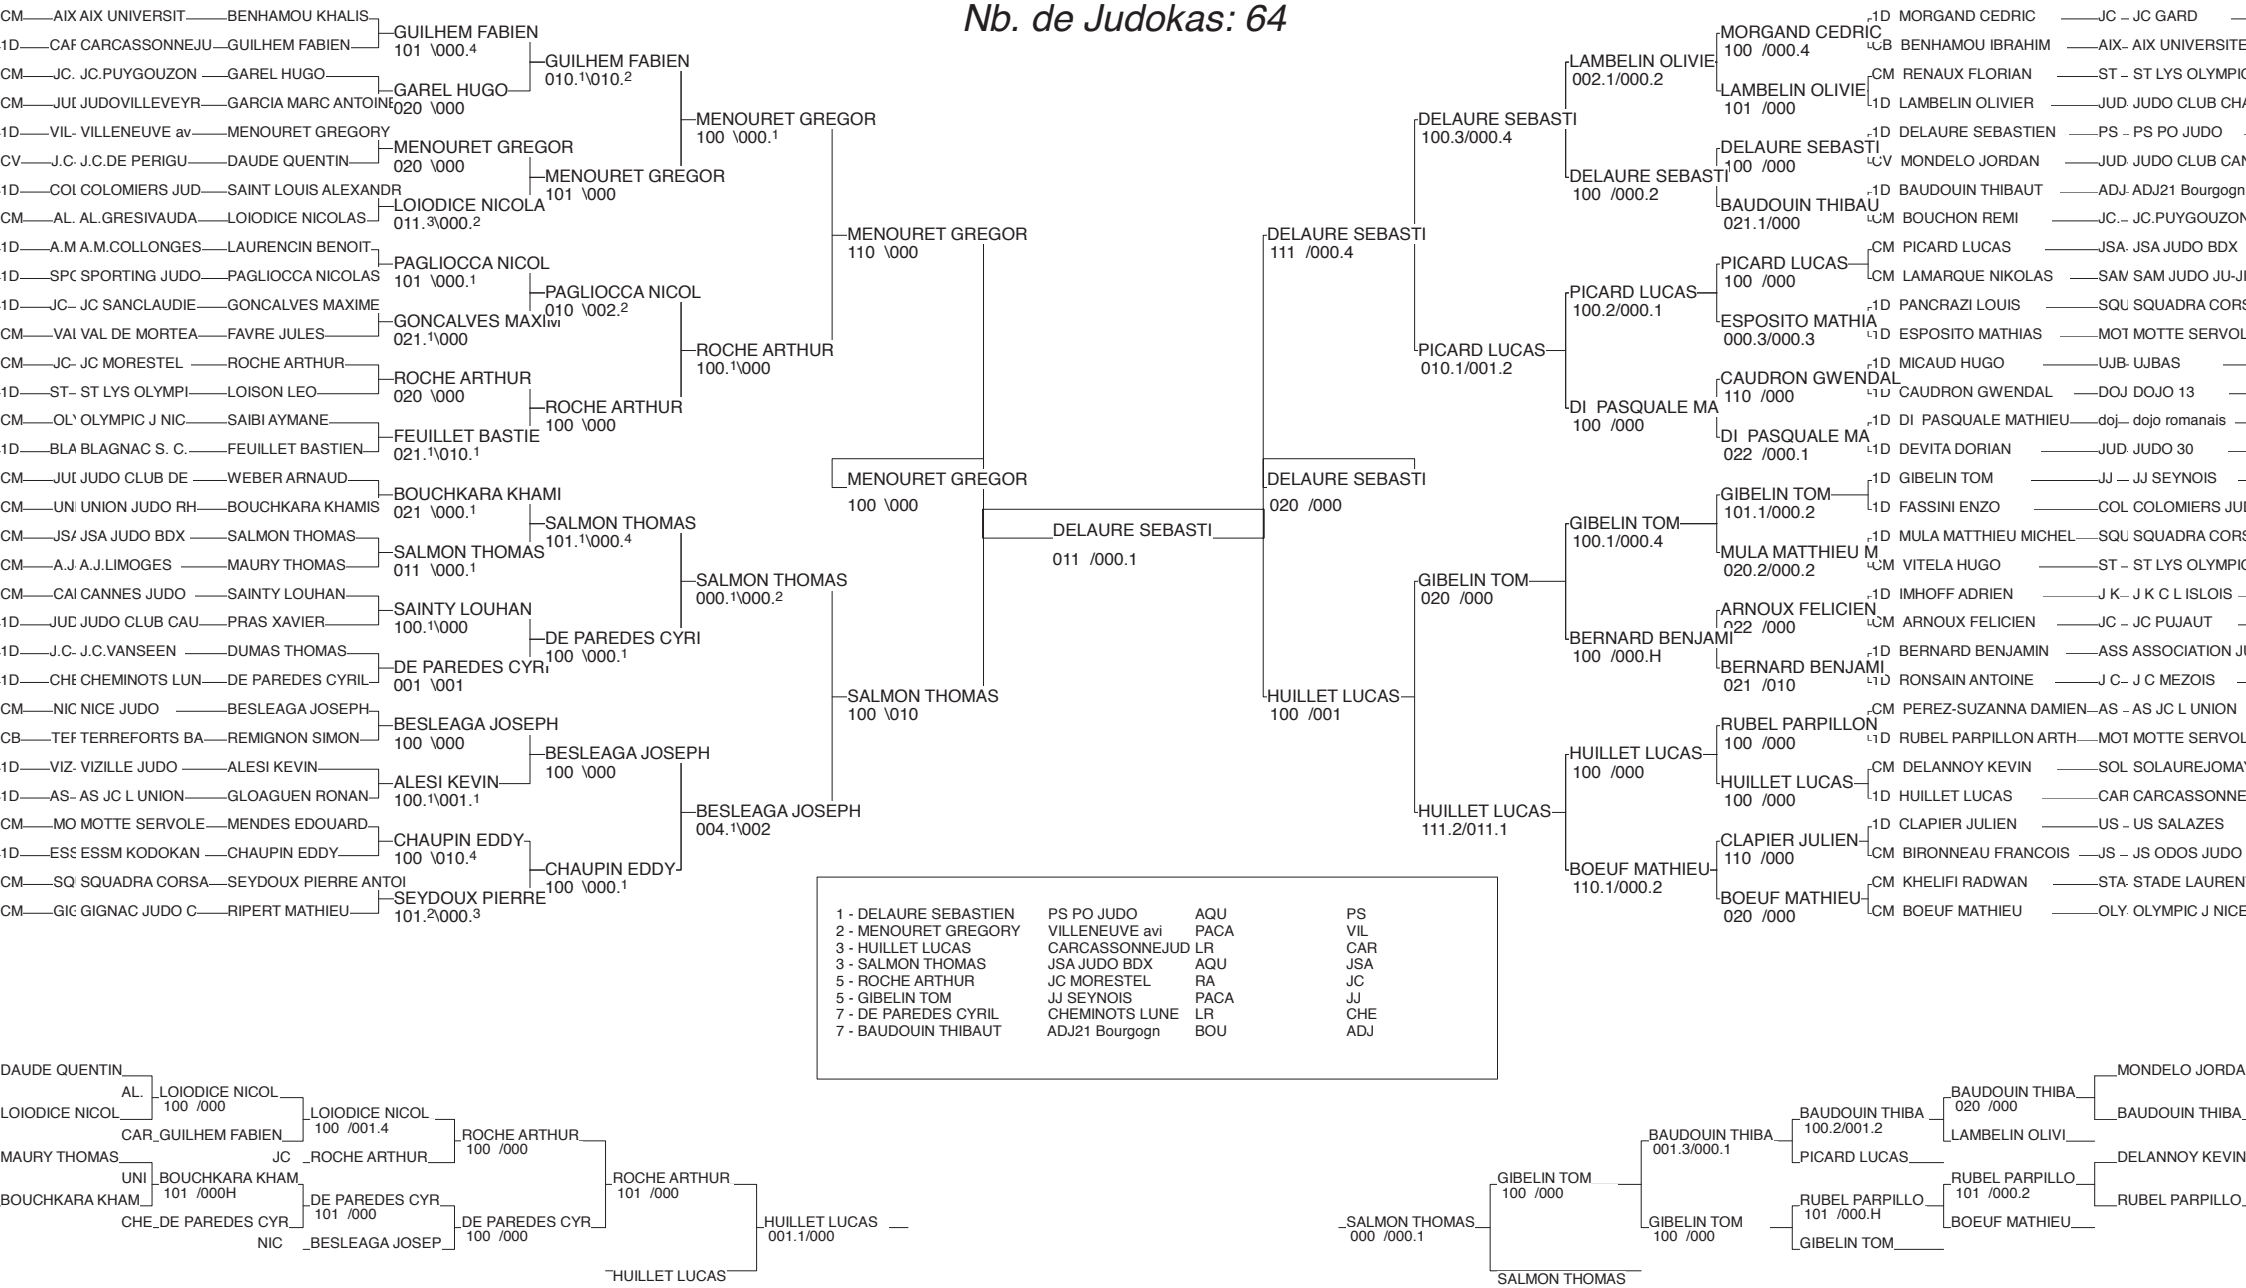 Nb. de Judokas: 64
CM AIX AIX UNIVERSIT BENHAMOU KHALIS
1D CAF CARCASSONNEJU GUILHEM FABIEN
CM JC. JC.PUYGOUZON GAREL HUGO
CM JUI JUDOVILLEVEYR GARCIA MARC ANTOINE
1D VIL- VILLENEUVE av MENOURET GREGORY
CV J.C- J.C.DE PERIGU DAUDE QUENTIN
1D COL COLOMIERS JUD SAINT LOUIS ALEXANDR
CM AL. AL.GRESIVAUDA LOIODICE NICOLAS
1D A.M A.M.COLLONGES LAURENCIN BENOIT
1D SPC SPORTING JUDO PAGLIOCCA NICOLAS
1D JC- JC SANCLAUDIE GONCALVES MAXIME
CM VAL VAL DE MORTEA FAVRE JULES
CM JC- JC MORESTEL ROCHE ARTHUR
1D ST- ST LYS OLYMPI LOISON LEO
CM OLY OLYMPIC J NIC SAIBI AYMANE
1D BLA BLAGNAC S. C. FEUILLET BASTIEN
CM JUI JUDO CLUB DE WEBER ARNAUD
CM UNI UNION JUDO RH BOUCHKARA KHAMIS
CM JSA JSA JUDO BDX SALMON THOMAS
CM A.J A.J.LIMOGES MAURY THOMAS
CM CAI CANNES JUDO SAINTY LOUHAN
1D JUD JUDO CLUB CAU PRAS XAVIER
1D J.C- J.C.VANSEEN DUMAS THOMAS
1D CHE CHEMINOTS LUN DE PAREDES CYRIL
CM NIC NICE JUDO BESLEAGA JOSEPH
CB TEF TERREFORTS BA REMIGNON SIMON
1D VIZ- VIZILLE JUDO ALESI KEVIN
1D AS- AS JC L UNION GLOAGUEN RONAN
CM MO MOTTE SERVOLE MENDES EDOUARD
1D ESS ESSM KODOKAN CHAUPIN EDDY
CM SQ SQUADRA CORSA SEYDOUX PIERRE ANTOI
CM GIG GIGNAC JUDO C RIPERT MATHIEU
GUILHEM FABIEN
101 \000.4
GAREL HUGO
020 \000
MENOURET GREGOR
020 \000
LOIODICE NICOLA
011.3\000.2
PAGLIOCCA NICOL
101 \000.1
GONCALVES MAXIM
021.1\000
ROCHE ARTHUR
020 \000
FEUILLET BASTIE
021.1\010.1
BOUCHKARA KHAMI
021 \000.1
SALMON THOMAS
011 \000.1
SAINTY LOUHAN
100.1\000
DE PAREDES CYRI
001 \001
BESLEAGA JOSEPH
100 \000
ALESI KEVIN
100.1\001.1
CHAUPIN EDDY
100 \010.4
SEYDOUX PIERRE
101.2\000.3
GUILHEM FABIEN
010.1\010.2
MENOURET GREGOR
101 \000
PAGLIOCCA NICOL
010 \002.2
ROCHE ARTHUR
100 \000
SALMON THOMAS
101.1\000.4
DE PAREDES CYRI
100 \000.1
BESLEAGA JOSEPH
100 \000
CHAUPIN EDDY
100 \000.1
MENOURET GREGOR
100 \000.1
ROCHE ARTHUR
100.1\000
SALMON THOMAS
000.1\000.2
BESLEAGA JOSEPH
004.1\002
MENOURET GREGOR
110 \000
SALMON THOMAS
100 \010
MENOURET GREGOR
100 \000
DELAURE SEBASTI
011 /000.1
DELAURE SEBASTI
020 /000
DELAURE SEBASTI
111 /000.4
HUILLET LUCAS
100 /001
DELAURE SEBASTI
100.3/000.4
PICARD LUCAS
010.1/001.2
GIBELIN TOM
020 /000
HUILLET LUCAS
111.2/011.1
LAMBELIN OLIVIE
002.1/000.2
DELAURE SEBASTI
100 /000.2
PICARD LUCAS
100.2/000.1
DI PASQUALE MA
100 /000
GIBELIN TOM
100.1/000.4
BERNARD BENJAMI
100 /000.H
HUILLET LUCAS
100 /000
BOEUF MATHIEU
110.1/000.2
MORGAND CEDRIC
100 /000.4
LAMBELIN OLIVIE
101 /000
DELAURE SEBASTI
100 /000
BAUDOUIN THIBAU
021.1/000
PICARD LUCAS
100 /000
ESPOSITO MATHIA
000.3/000.3
CAUDRON GWENDAL
110 /000
DI PASQUALE MA
022 /000.1
GIBELIN TOM
101.1/000.2
MULA MATTHIEU M
020.2/000.2
ARNOUX FELICIEN
022 /000
BERNARD BENJAMI
021 /010
RUBEL PARPILLON
100 /000
HUILLET LUCAS
100 /000
CLAPIER JULIEN
110 /000
BOEUF MATHIEU
020 /000
1D MORGAND CEDRIC JC - JC GARD
CB BENHAMOU IBRAHIM AIX- AIX UNIVERSITE
CM RENAUX FLORIAN ST - ST LYS OLYMPIC
1D LAMBELIN OLIVIER JUD JUDO CLUB CHA
1D DELAURE SEBASTIEN PS - PS PO JUDO
CV MONDELO JORDAN JUD JUDO CLUB CAN
1D BAUDOUIN THIBAUT ADJ- ADJ21 Bourgogn
CM BOUCHON REMI JC.- JC.PUYGOUZON
CM PICARD LUCAS JSA- JSA JUDO BDX
CM LAMARQUE NIKOLAS SAM SAM JUDO JU-JI
1D PANCRAZI LOUIS SQU SQUADRA CORS
1D ESPOSITO MATHIAS MOT MOTTE SERVOL
1D MICAUD HUGO UJB- UJBAS
1D CAUDRON GWENDAL DOJ DOJO 13
1D DI PASQUALE MATHIEU doj- dojo romanais
1D DEVITA DORIAN JUD JUDO 30
1D GIBELIN TOM JJ - JJ SEYNOIS
1D FASSINI ENZO COL COLOMIERS JUD
1D MULA MATTHIEU MICHEL SQU SQUADRA CORS
CM VITELA HUGO ST - ST LYS OLYMPIC
1D IMHOFF ADRIEN J K- J K C L ISLOIS
CM ARNOUX FELICIEN JC - JC PUJAUT
1D BERNARD BENJAMIN ASS ASSOCIATION JU
1D RONSAIN ANTOINE J C- J C MEZOIS
CM PEREZ-SUZANNA DAMIEN AS - AS JC L UNION
1D RUBEL PARPILLON ARTH MOT MOTTE SERVOL
CM DELANNOY KEVIN SOL SOLAUREJOMAY
1D HUILLET LUCAS CAR CARCASSONNE
1D CLAPIER JULIEN US - US SALAZES
CM BIRONNEAU FRANCOIS JS - JS ODOS JUDO
CM KHELIFI RADWAN STA- STADE LAUREN
CM BOEUF MATHIEU OLY- OLYMPIC J NICE
1 - DELAURE SEBASTIEN PS PO JUDO AQU PS
2 - MENOURET GREGORY VILLENEUVE avi PACA VIL
3 - HUILLET LUCAS CARCASSONNEJUD LR CAR
3 - SALMON THOMAS JSA JUDO BDX AQU JSA
5 - ROCHE ARTHUR JC MORESTEL RA JC
5 - GIBELIN TOM JJ SEYNOIS PACA JJ
7 - DE PAREDES CYRIL CHEMINOTS LUNE LR CHE
7 - BAUDOUIN THIBAUT ADJ21 Bourgogn BOU ADJ
DAUDE QUENTIN
LOIODICE NICOL
MAURY THOMAS
BOUCHKARA KHAM
AL. LOIODICE NICOL
100 /000
CAR GUILHEM FABIEN
UNI BOUCHKARA KHAM
101 /000H
CHE DE PAREDES CYR
LOIODICE NICOL
100 /001.4
JC ROCHE ARTHUR
DE PAREDES CYR
101 /000
NIC BESLEAGA JOSEP
ROCHE ARTHUR
100 /000
DE PAREDES CYR
100 /000
ROCHE ARTHUR
101 /000
HUILLET LUCAS
HUILLET LUCAS
001.1/000
SALMON THOMAS
000 /000.1
GIBELIN TOM
100 /000
SALMON THOMAS
BAUDOUIN THIBA
001.3/000.1
GIBELIN TOM
100 /000
BAUDOUIN THIBA
100.2/001.2
PICARD LUCAS
RUBEL PARPILLO
101 /000.H
GIBELIN TOM
BAUDOUIN THIBA
020 /000
LAMBELIN OLIVI
RUBEL PARPILLO
101 /000.2
BOEUF MATHIEU
MONDELO JORDA
BAUDOUIN THIBA
DELANNOY KEVIN
RUBEL PARPILLO